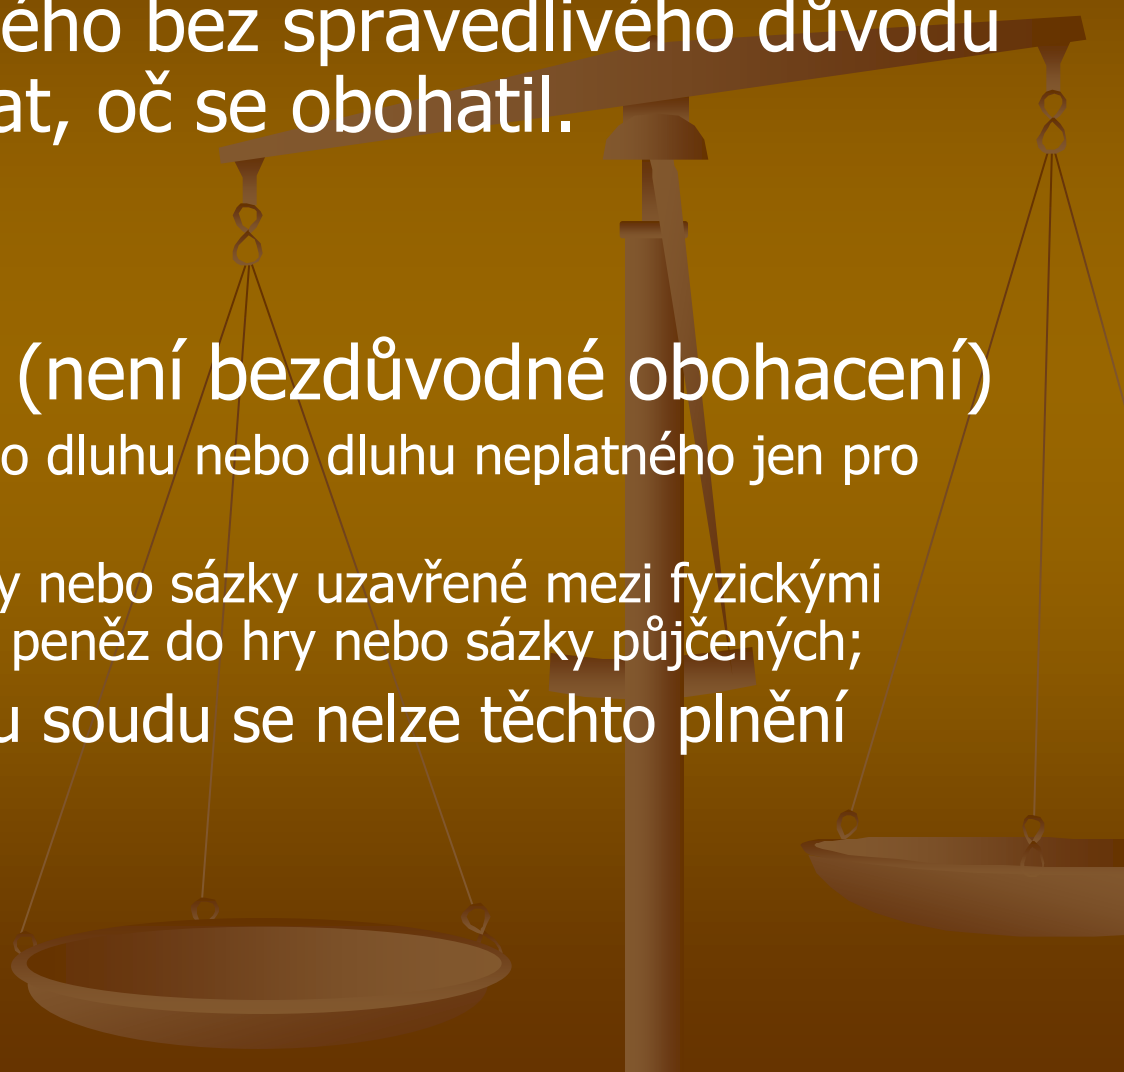 ého bez spravedlivého důvodu
at, oč se obohatil.
(není bezdůvodné obohacení)
o dluhu nebo dluhu neplatného jen pro
y nebo sázky uzavřené mezi fyzickými
peněz do hry nebo sázky půjčených;
u soudu se nelze těchto plnění